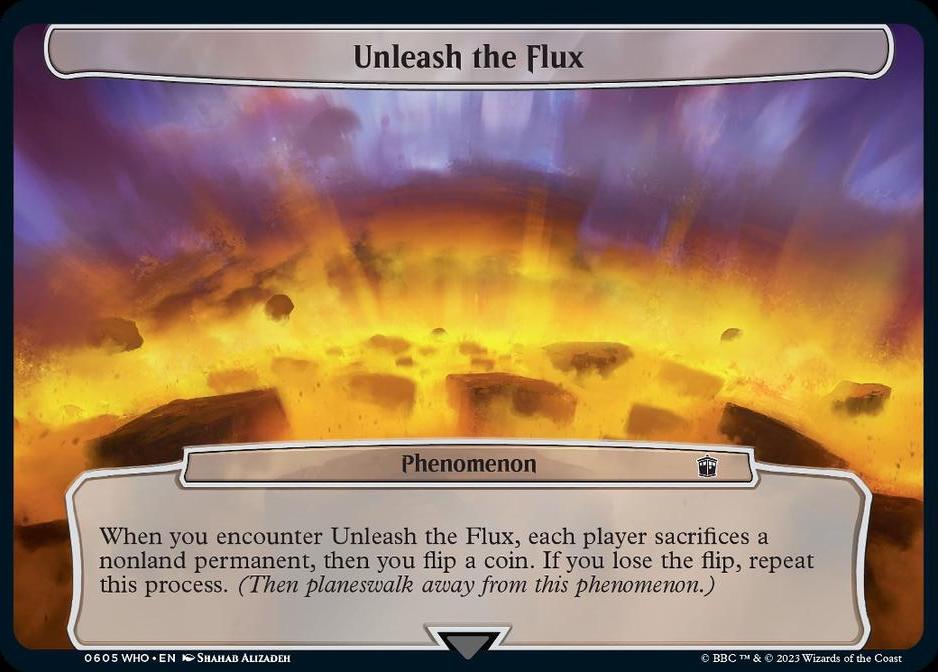 Unleash the Flux
Phenomenon
When you encounter Unleash the Flux, each player sacrifices a
nonland permanent, then you flip a coin. If you lose the flip, repeat
this process. (Then planeswalk away from this phenomenon.)
0605 WHO • EN Shahab Alizadeh
© BBC ™ & © 2023 Wizards of the Coast